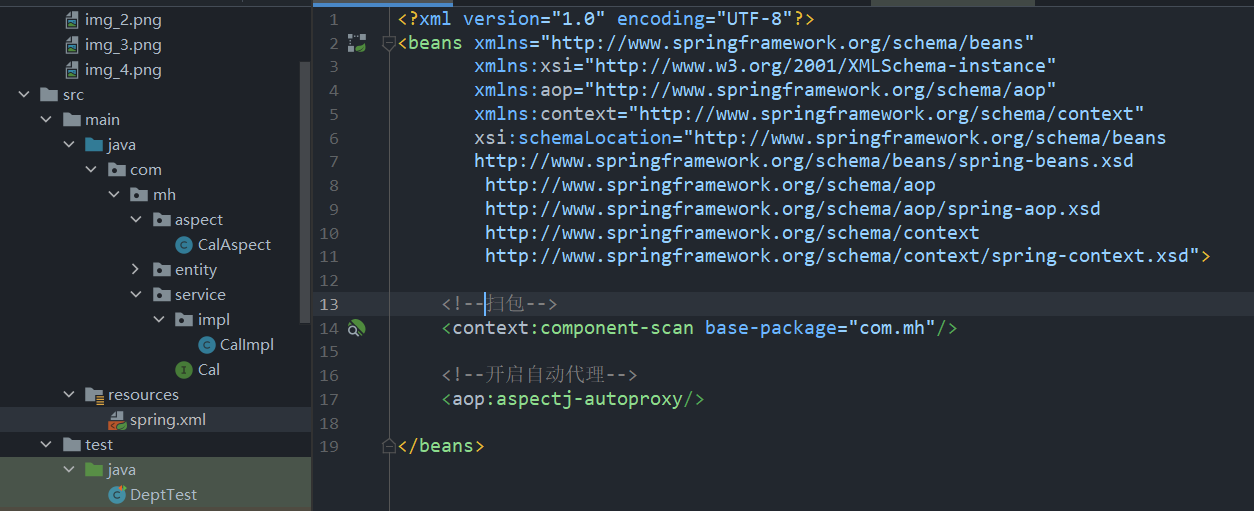 img_2.png
img_3.png
img_4.png
src
main
java
com
mh
aspect
CalAspect
entity
service
impl
CalImpl
Cal
resources
spring.xml
test
java
DeptTest
1 <?xml version="1.0" encoding="UTF-8"?>
2 <beans xmlns="http://www.springframework.org/schema/beans"
3 xmlns:xsi="http://www.w3.org/2001/XMLSchema-instance"
4 xmlns:aop="http://www.springframework.org/schema/aop"
5 xmlns:context="http://www.springframework.org/schema/context"
6 xsi:schemaLocation="http://www.springframework.org/schema/beans
7 http://www.springframework.org/schema/beans/spring-beans.xsd
8 http://www.springframework.org/schema/aop
9 http://www.springframework.org/schema/aop/spring-aop.xsd
10 http://www.springframework.org/schema/context
11 http://www.springframework.org/schema/context/spring-context.xsd">
12
13 <!--扫包-->
14 <context:component-scan base-package="com.mh"/>
15
16 <!--开启自动代理-->
17 <aop:aspectj-autoproxy/>
18
19 </beans>